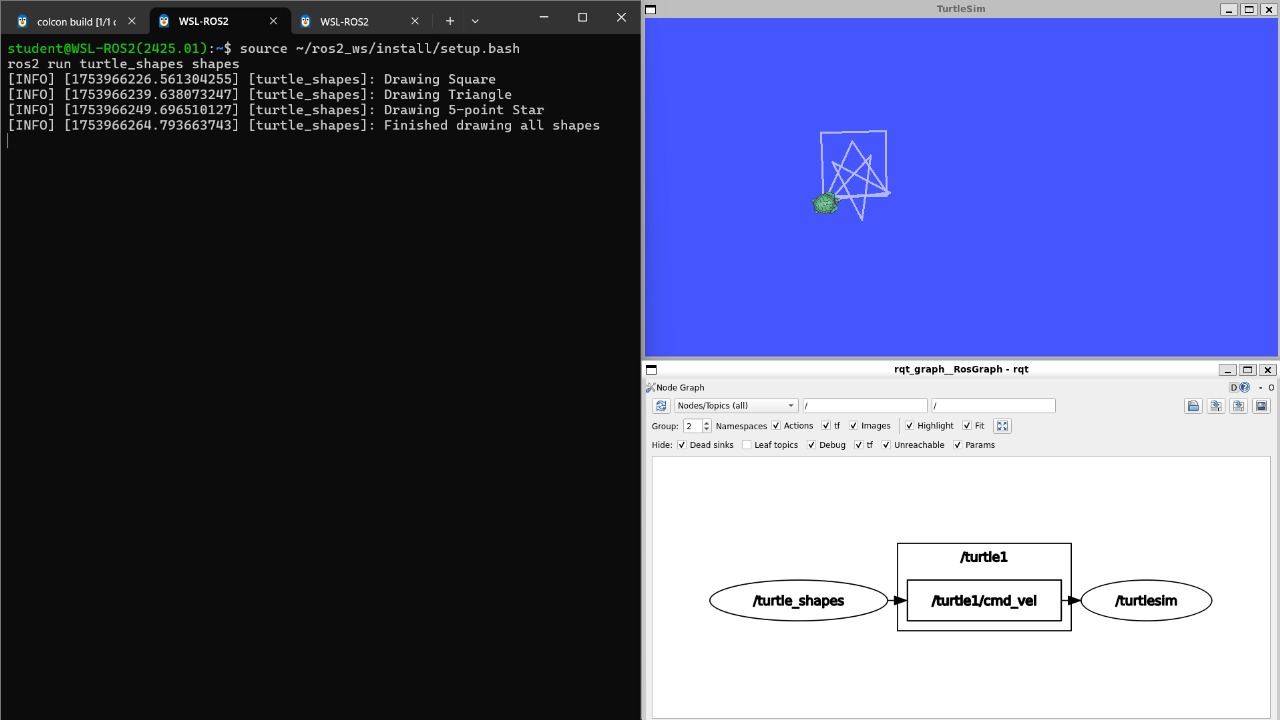 colcon build [1/1 c
WSL-ROS2
WSL-ROS2
student@WSL-ROS2(2425.01):~$ source ~/ros2_ws/install/setup.bash
ros2 run turtle_shapes shapes
[INFO] [1753966226.561304255] [turtle_shapes]: Drawing Square
[INFO] [1753966239.638073247] [turtle_shapes]: Drawing Triangle
[INFO] [1753966249.696510127] [turtle_shapes]: Drawing 5-point Star
[INFO] [1753966264.793663743] [turtle_shapes]: Finished drawing all shapes
TurtleSim
rqt_graph__RosGraph - rqt
Node Graph
D
- O
Nodes/Topics (all)
/
/
Group: 2 Namespaces Actions tf Images Highlight Fit
Hide: Dead sinks Leaf topics Debug tf Unreachable Params
/turtle1
/turtle_shapes
/turtle1/cmd_vel
/turtlesim